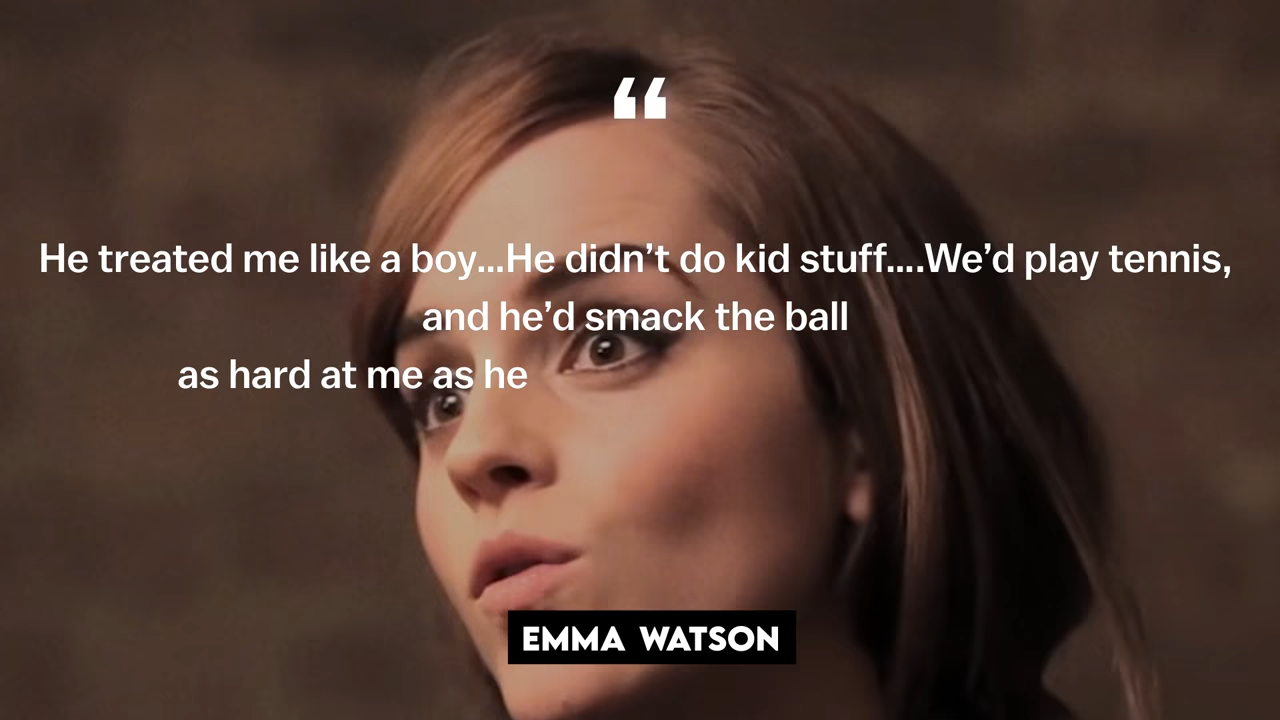 “
He treated me like a boy...He didn’t do kid stuff....We’d play tennis,
and he’d smack the ball
as hard at me as he
EMMA WATSON